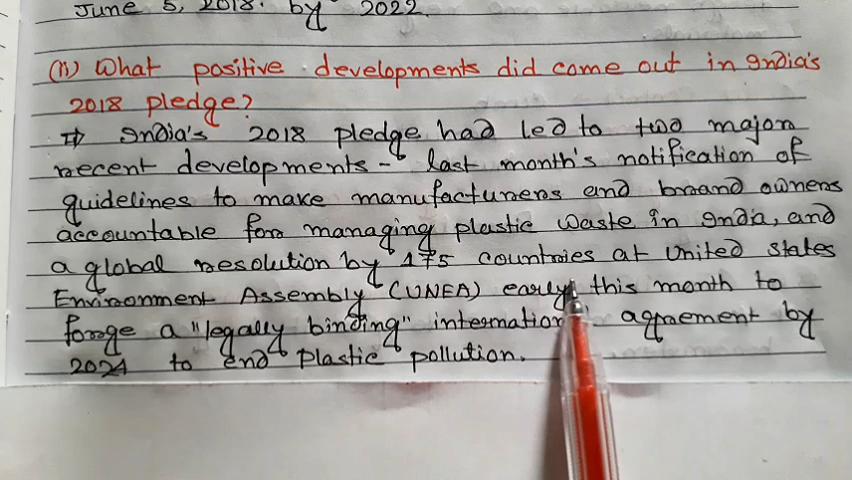 June 5, 2018. by 2022.
(ii) What positive developments did come out in India's
2018 pledge?
⇒ India's 2018 pledge had led to two major
recent developments- last month's notification of
guidelines to make manufacturers and brand owners
accountable for managing plastic waste in India, and
a global resolution by 175 countries at United States
Environment Assembly (UNEA) early this month to
forge a "legally binding" internation agreement by
2024 to end plastic pollution.